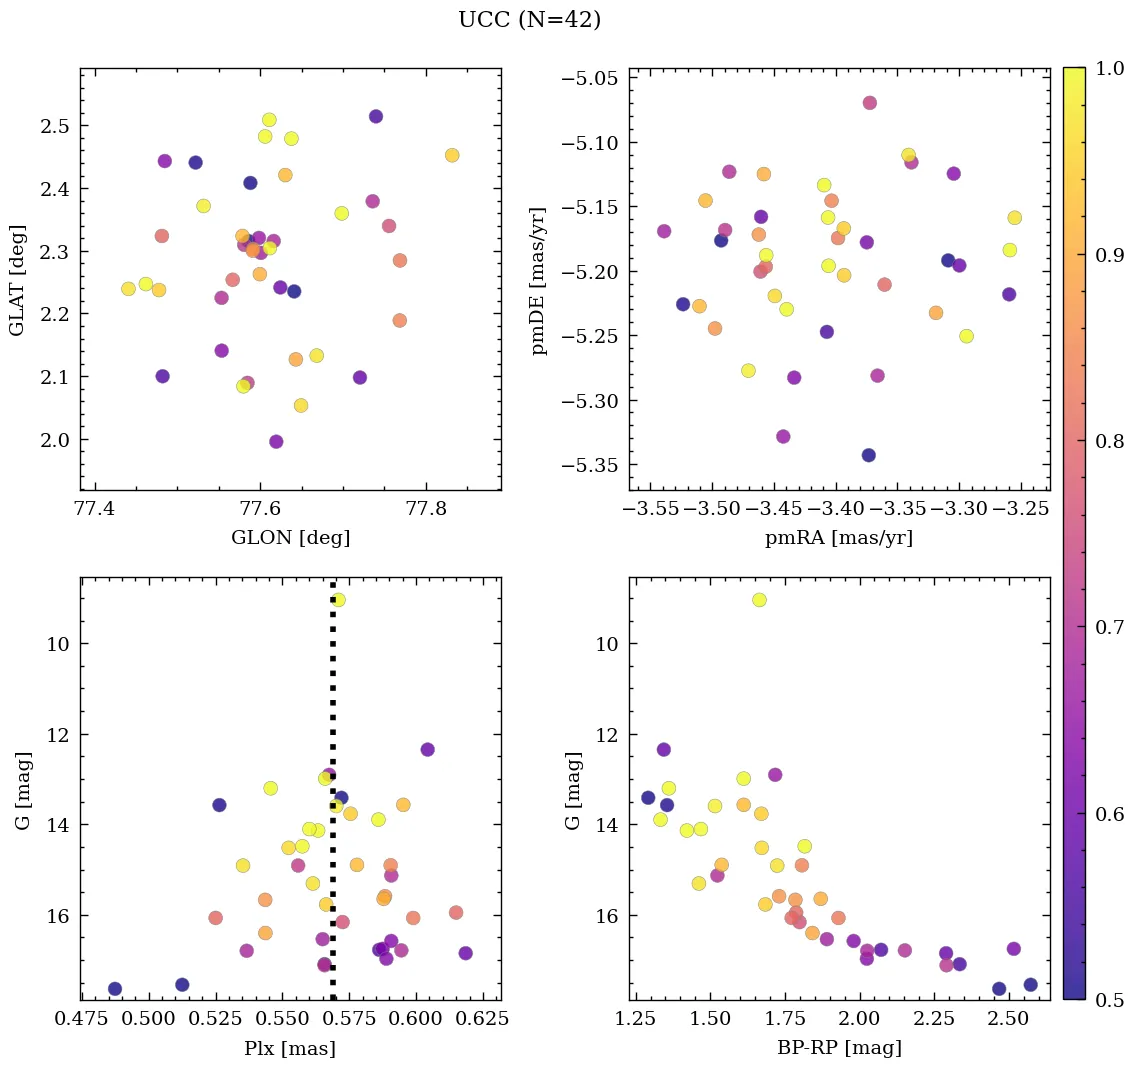 UCC (N=42)
2.5
2.4
2.3
2.2
2.1
2.0
GLAT [deg]
77.4 77.6 77.8
GLON [deg]
−5.05
−5.10
−5.15
−5.20
−5.25
−5.30
−5.35
pmDE [mas/yr]
−3.55 −3.50 −3.45 −3.40 −3.35 −3.30 −3.25
pmRA [mas/yr]
10
12
14
16
G [mag]
0.475 0.500 0.525 0.550 0.575 0.600 0.625
Plx [mas]
10
12
14
16
G [mag]
1.25 1.50 1.75 2.00 2.25 2.50
BP-RP [mag]
1.0
0.9
0.8
0.7
0.6
0.5